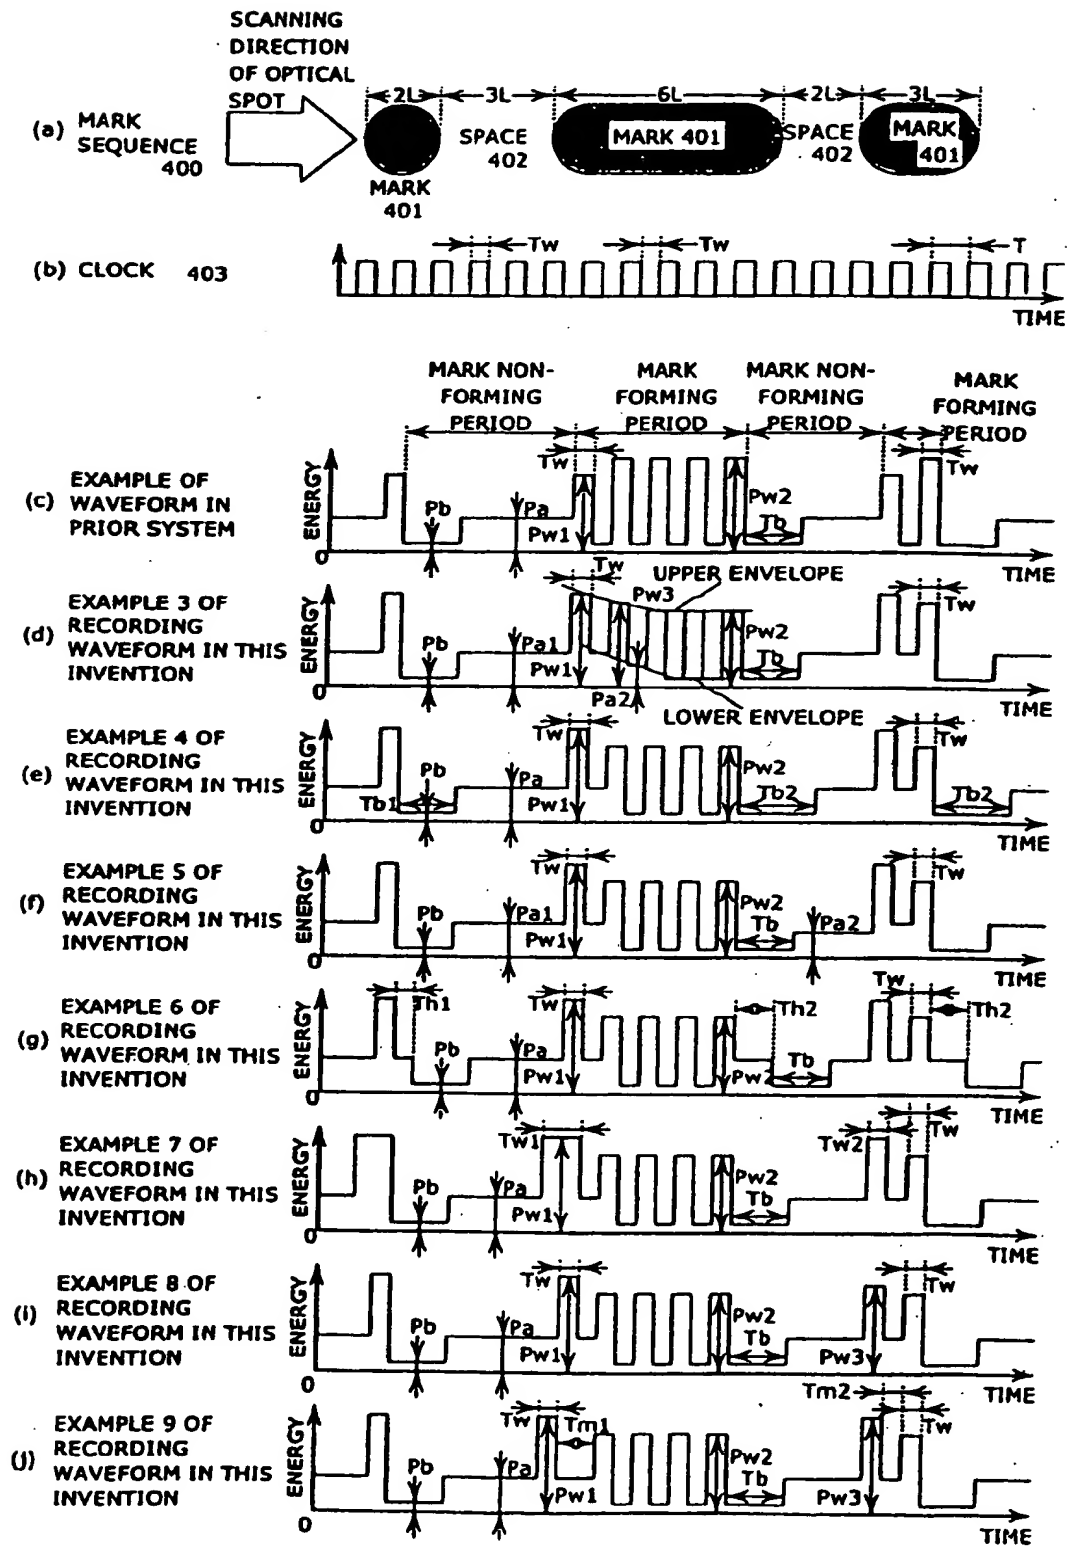 SCANNING
DIRECTION
OF OPTICAL
SPOT
2L 3L 6L 2L 3L
(a) MARK
SEQUENCE
400
SPACE
402
MARK 401
SPACE
402
MARK
401
MARK
401
(b) CLOCK 403
Tw Tw T
TIME
MARK NON-
FORMING
PERIOD
MARK
FORMING
PERIOD
MARK NON-
FORMING
PERIOD
MARK
FORMING
PERIOD
(c) EXAMPLE OF
WAVEFORM IN
PRIOR SYSTEM
ENERGY
0
Pb Pa Pw1 Tw Pw2 Tb Tw
TIME
(d) EXAMPLE 3 OF
RECORDING
WAVEFORM IN THIS
INVENTION
ENERGY
0
Pb Pa1 Pw1 Tw Pa2 Pw3 Pw2 Tb Tw
UPPER ENVELOPE
LOWER ENVELOPE
TIME
(e) EXAMPLE 4 OF
RECORDING
WAVEFORM IN THIS
INVENTION
ENERGY
0
Tb1 Pb Pa Pw1 Tw Pw2 Tb2 Tw Tb2
TIME
(f) EXAMPLE 5 OF
RECORDING
WAVEFORM IN THIS
INVENTION
ENERGY
0
Pb Pa1 Pw1 Tw Pw2 Tb Pa2 Tw
TIME
(g) EXAMPLE 6 OF
RECORDING
WAVEFORM IN THIS
INVENTION
ENERGY
0
Th1 Pb Pa Pw1 Tw Pw2 Th2 Tb Tw Th2
TIME
(h) EXAMPLE 7 OF
RECORDING
WAVEFORM IN THIS
INVENTION
ENERGY
0
Pb Pa Pw1 Tw1 Pw2 Tb Tw2 Tw
TIME
(i) EXAMPLE 8 OF
RECORDING
WAVEFORM IN THIS
INVENTION
ENERGY
0
Pb Pa Pw1 Tw Pw2 Tb Pw3 Tw
TIME
(j) EXAMPLE 9 OF
RECORDING
WAVEFORM IN THIS
INVENTION
ENERGY
0
Pb Pa Tw Pw1 Tm1 Pw2 Tb Pw3 Tm2 Tw
TIME